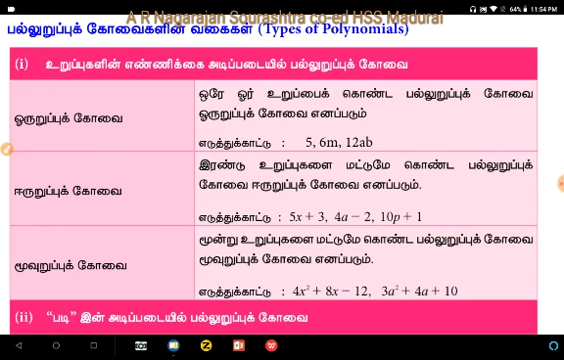 64% 11:54 PM
A R Nagarajan Sourashtra co-ed HSS Madurai
பல்லுறுப்புக் கோவைகளின் வகைகள் (Types of Polynomials)
(i) உறுப்புகளின் எண்ணிக்கை அடிப்படையில் பல்லுறுப்புக் கோவை
ஓருறுப்புக் கோவை
ஒரே ஓர் உறுப்பைக் கொண்ட பல்லுறுப்புக் கோவை
ஓருறுப்புக் கோவை எனப்படும்
எடுத்துக்காட்டு : 5, 6m, 12ab
ஈருறுப்புக் கோவை
இரண்டு உறுப்புகளை மட்டுமே கொண்ட பல்லுறுப்புக்
கோவை ஈருறுப்புக் கோவை எனப்படும்.
எடுத்துக்காட்டு : 5x + 3, 4a − 2, 10p + 1
மூவுறுப்புக் கோவை
மூன்று உறுப்புகளை மட்டுமே கொண்ட பல்லுறுப்புக் கோவை
மூவுறுப்புக் கோவை எனப்படும்.
எடுத்துக்காட்டு : 4x² + 8x − 12, 3a² + 4a + 10
(ii) “படி” இன் அடிப்படையில் பல்லுறுப்புக் கோவை